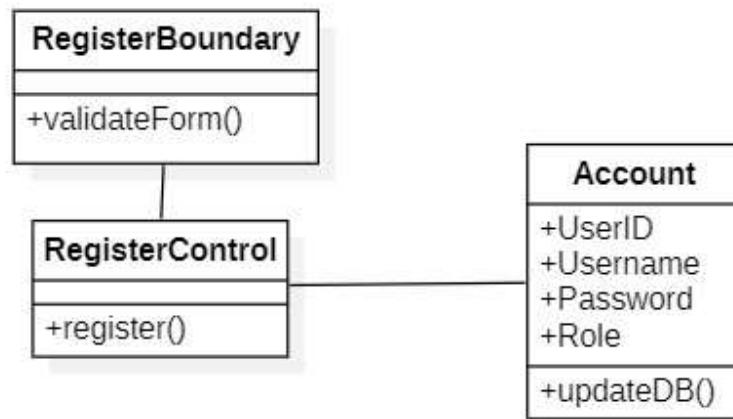 RegisterBoundary
+validateForm()
RegisterControl
+register()
Account
+UserID
+Username
+Password
+Role
+updateDB()